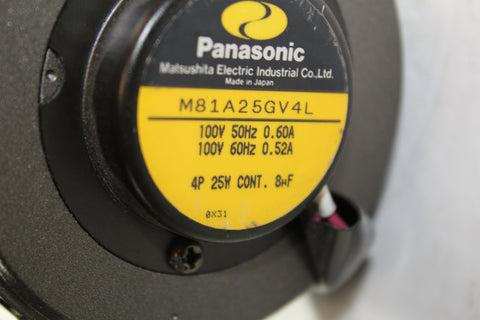 Panasonic
Matsushita Electric Industrial Co.,Ltd.
Made in Japan
M81A25GV4L
100V 50Hz 0.60A
100V 60Hz 0.52A
4P 25W CONT. 8μF
0X31